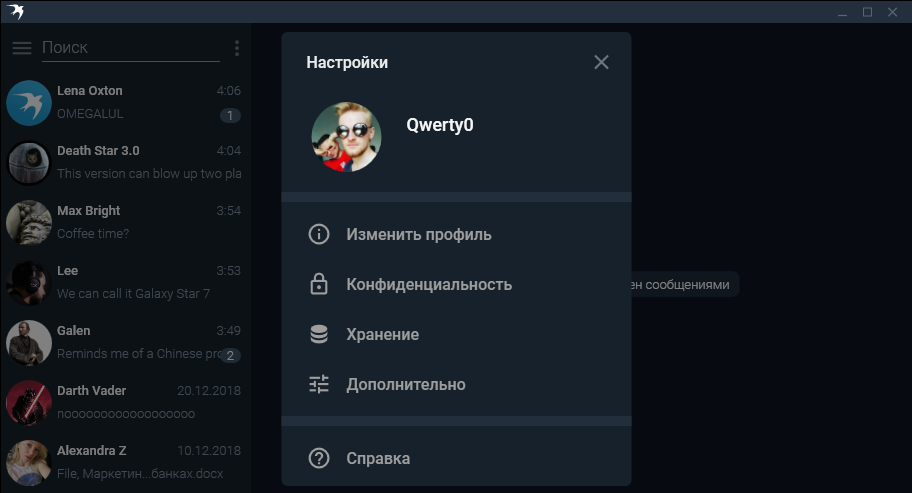 Поиск
Lena Oxton 4:06
OMEGALUL 1
Death Star 3.0 4:04
This version can blow up two pla
Max Bright 3:54
Coffee time?
Lee 3:53
We can call it Galaxy Star 7
Galen 3:49
Reminds me of a Chinese pro 2
Darth Vader 20.12.2018
noooooooooooooooooo
Alexandra Z 10.12.2018
File, Маркетин...банках.docx
Настройки
Qwerty0
Изменить профиль
Конфиденциальность
Хранение
Дополнительно
Справка
ен сообщениями